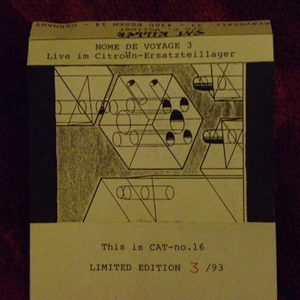 NOME DE VOYAGE 3
Live im Citroën-Ersatzteillager
This is CAT-no.16
LIMITED EDITION 3 /93